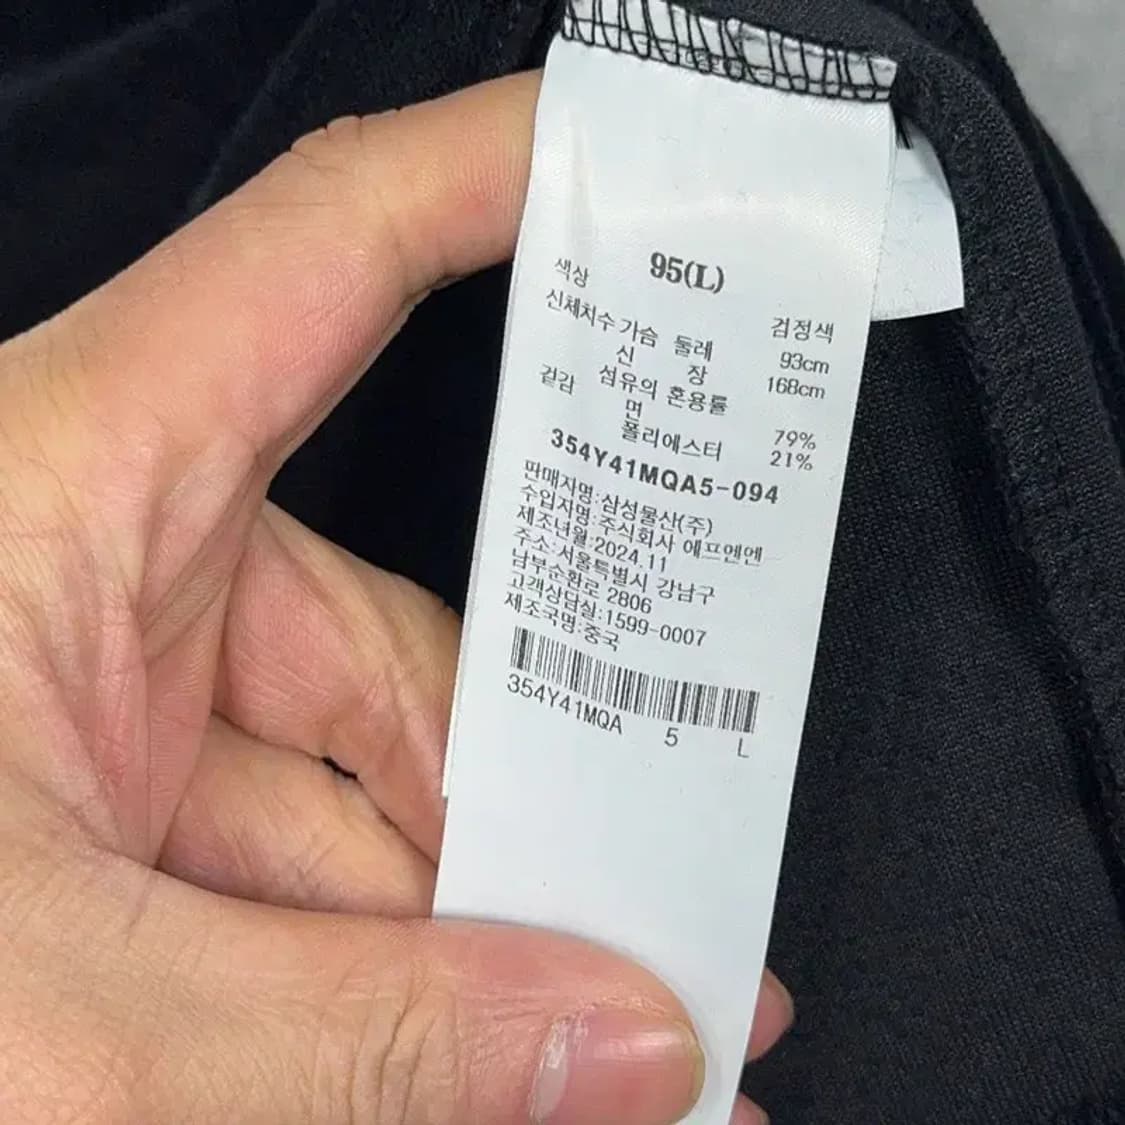 95(L)
색상 검정색
신체치수 가슴 둘레 93cm
신 장 168cm
섬유의 혼용률
겉감 면 79%
폴리에스터 21%
354Y41MQA5-094
판매자명:삼성물산(주)
수입자명:주식회사 에프엔엔
제조년월:2024.11
주소:서울특별시 강남구
남부순환로 2806
고객상담실:1599-0007
제조국명:중국
354Y41MQA 5 L